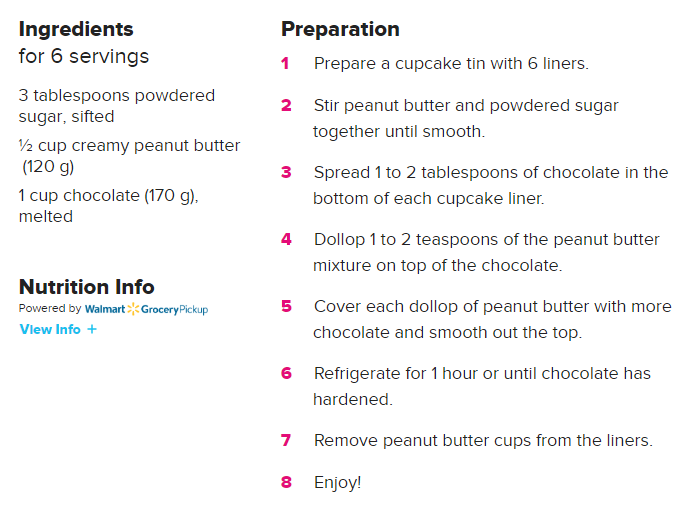 Ingredients
for 6 servings
3 tablespoons powdered
sugar, sifted
½ cup creamy peanut butter
(120 g)
1 cup chocolate (170 g),
melted
Nutrition Info
Powered by Walmart GroceryPickup
View Info +
Preparation
1 Prepare a cupcake tin with 6 liners.
2 Stir peanut butter and powdered sugar
together until smooth.
3 Spread 1 to 2 tablespoons of chocolate in the
bottom of each cupcake liner.
4 Dollop 1 to 2 teaspoons of the peanut butter
mixture on top of the chocolate.
5 Cover each dollop of peanut butter with more
chocolate and smooth out the top.
6 Refrigerate for 1 hour or until chocolate has
hardened.
7 Remove peanut butter cups from the liners.
8 Enjoy!